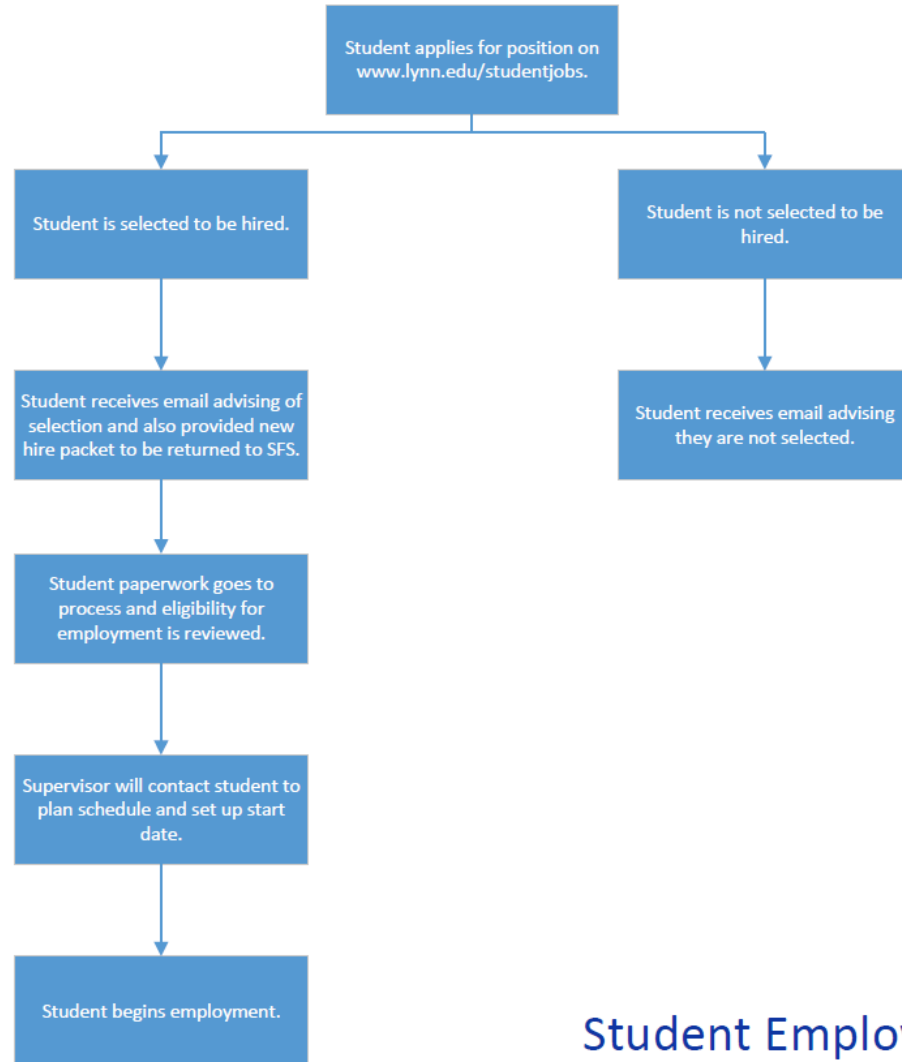 Student applies for position on
www.lynn.edu/studentjobs.
Student is selected to be hired.
Student is not selected to be
hired.
Student receives email advising of
selection and also provided new
hire packet to be returned to SFS.
Student receives email advising
they are not selected.
Student paperwork goes to
process and eligibility for
employment is reviewed.
Supervisor will contact student to
plan schedule and set up start
date.
Student begins employment.
Student